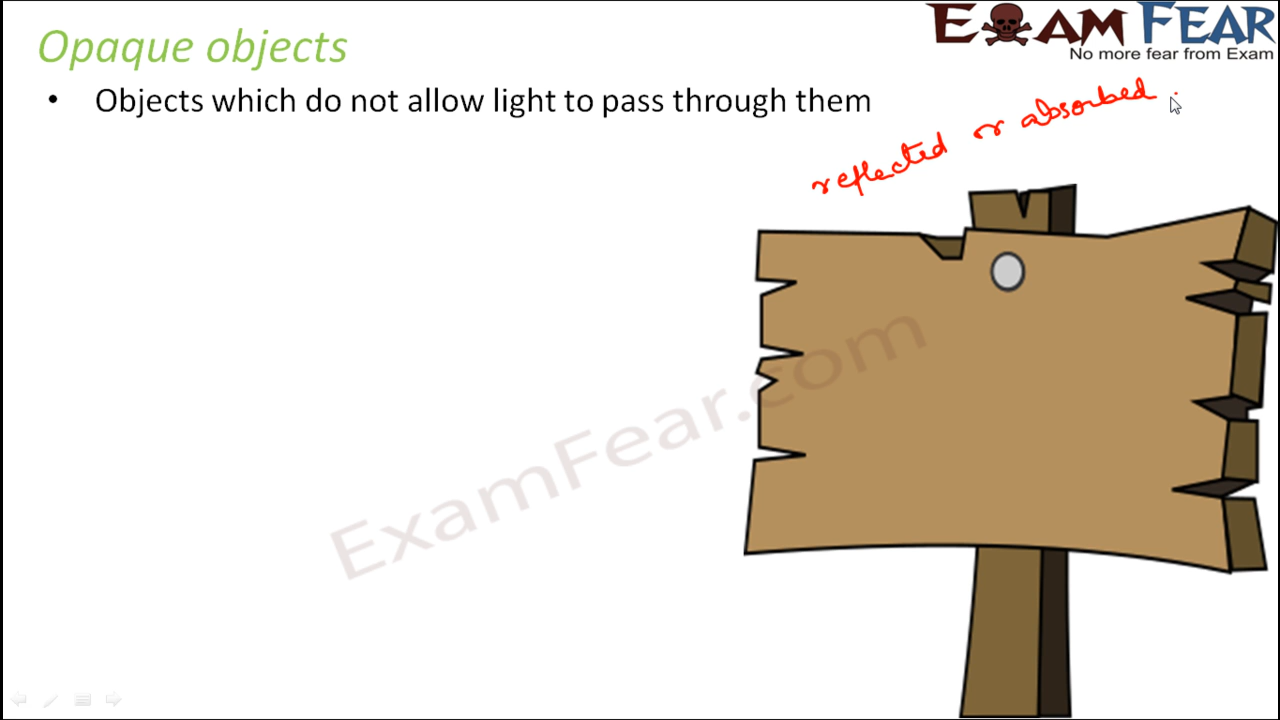 Opaque objects
EXAM FEAR
No more fear from Exam
• Objects which do not allow light to pass through them
reflected or absorbed .
ExamFear.com